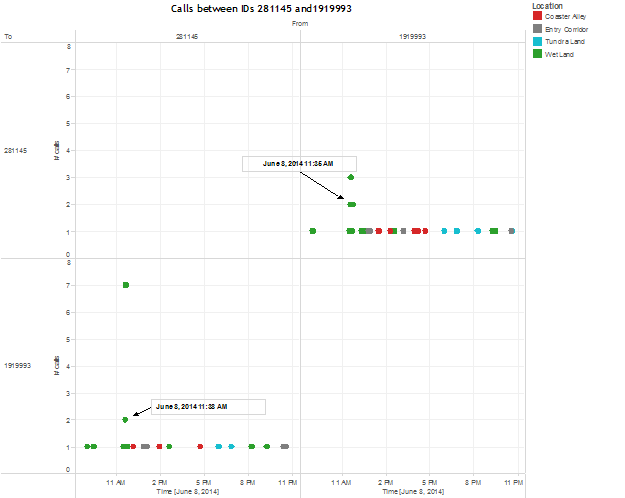 Calls between IDs 281145 and1919993
Location
Coaster Alley
Entry Corridor
Tundra Land
Wet Land
From
To
281145
1919993
281145
# Calls
8
7
6
5
4
3
2
1
0
June 8, 2014 11:35 AM
1919993
# Calls
8
7
6
5
4
3
2
1
0
June 8, 2014 11:38 AM
11 AM
2 PM
5 PM
8 PM
11 PM
11 AM
2 PM
5 PM
8 PM
11 PM
Time [June 8, 2014]
Time [June 8, 2014]